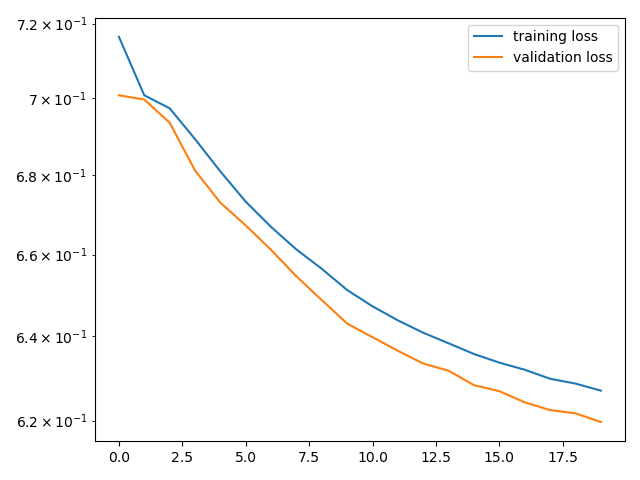 7.2 × 10⁻¹
7 × 10⁻¹
6.8 × 10⁻¹
6.6 × 10⁻¹
6.4 × 10⁻¹
6.2 × 10⁻¹
training loss
validation loss
0.0 2.5 5.0 7.5 10.0 12.5 15.0 17.5